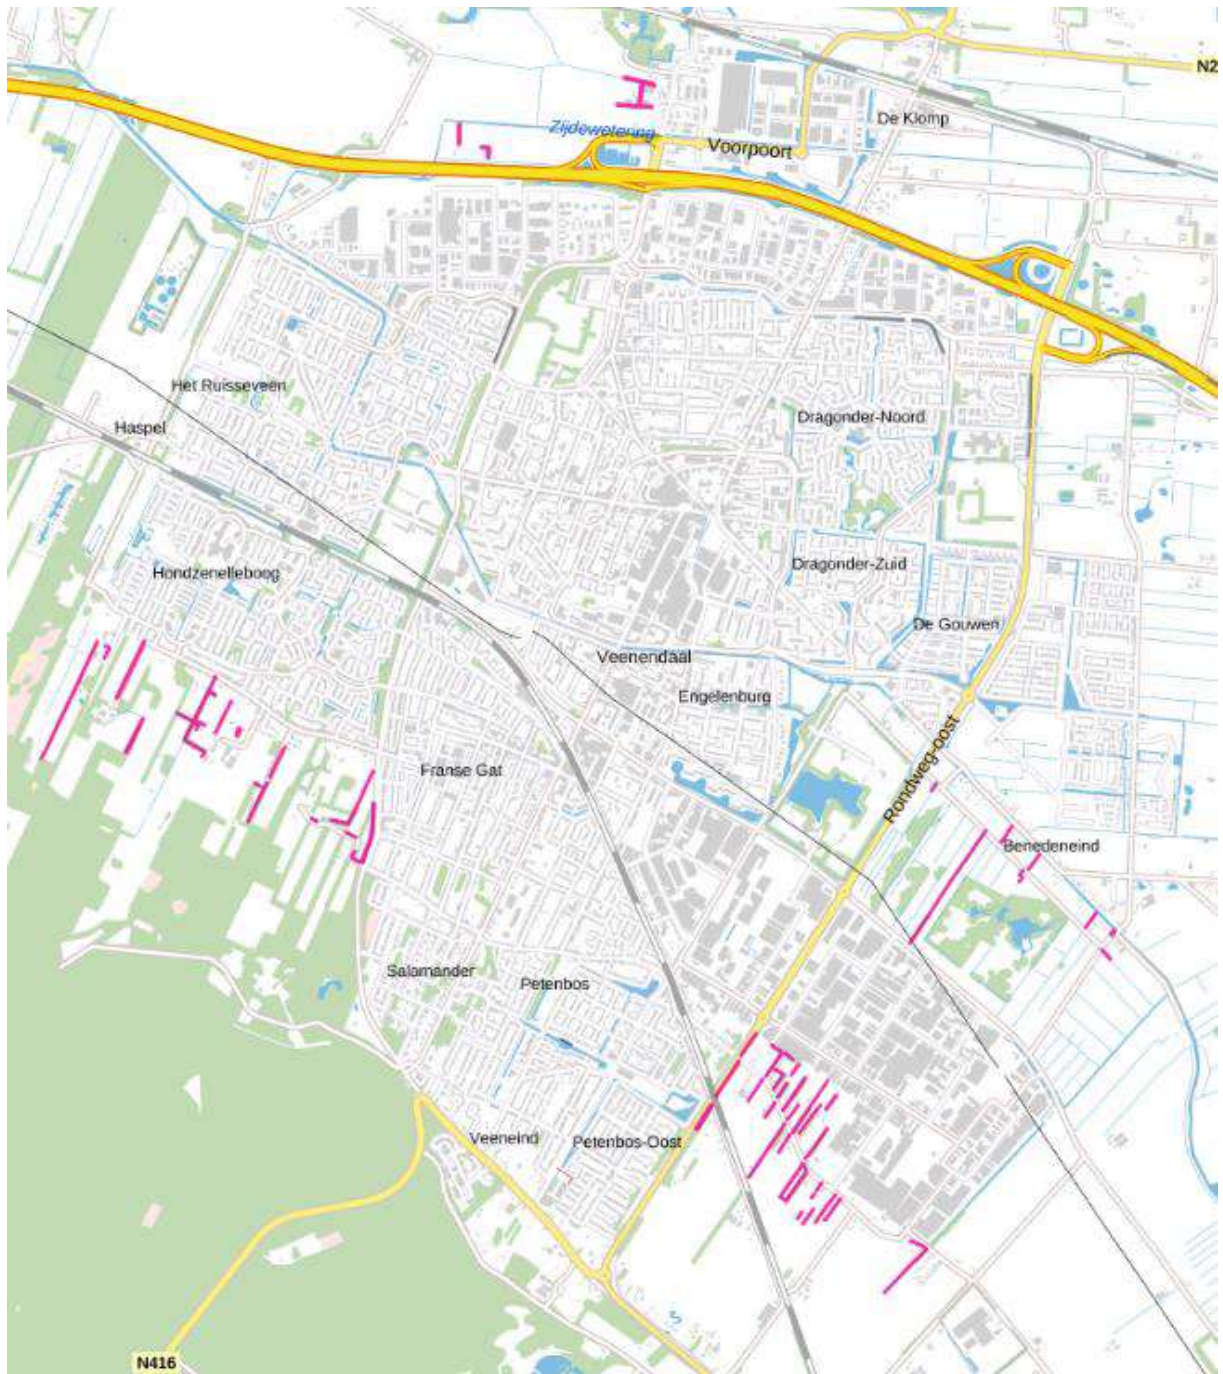 N2
De Klomp
Zijdewetering
Voorpoort
Het Ruisseveen
Dragonder-Noord
Haspel
Dragonder-Zuid
Hondzenelleboog
De Gouwen
Veenendaal
Engelenburg
Franse Gat
Rondweg-oost
Benedeneind
Salamander
Petenbos
Veeneind
Petenbos-Oost
N416